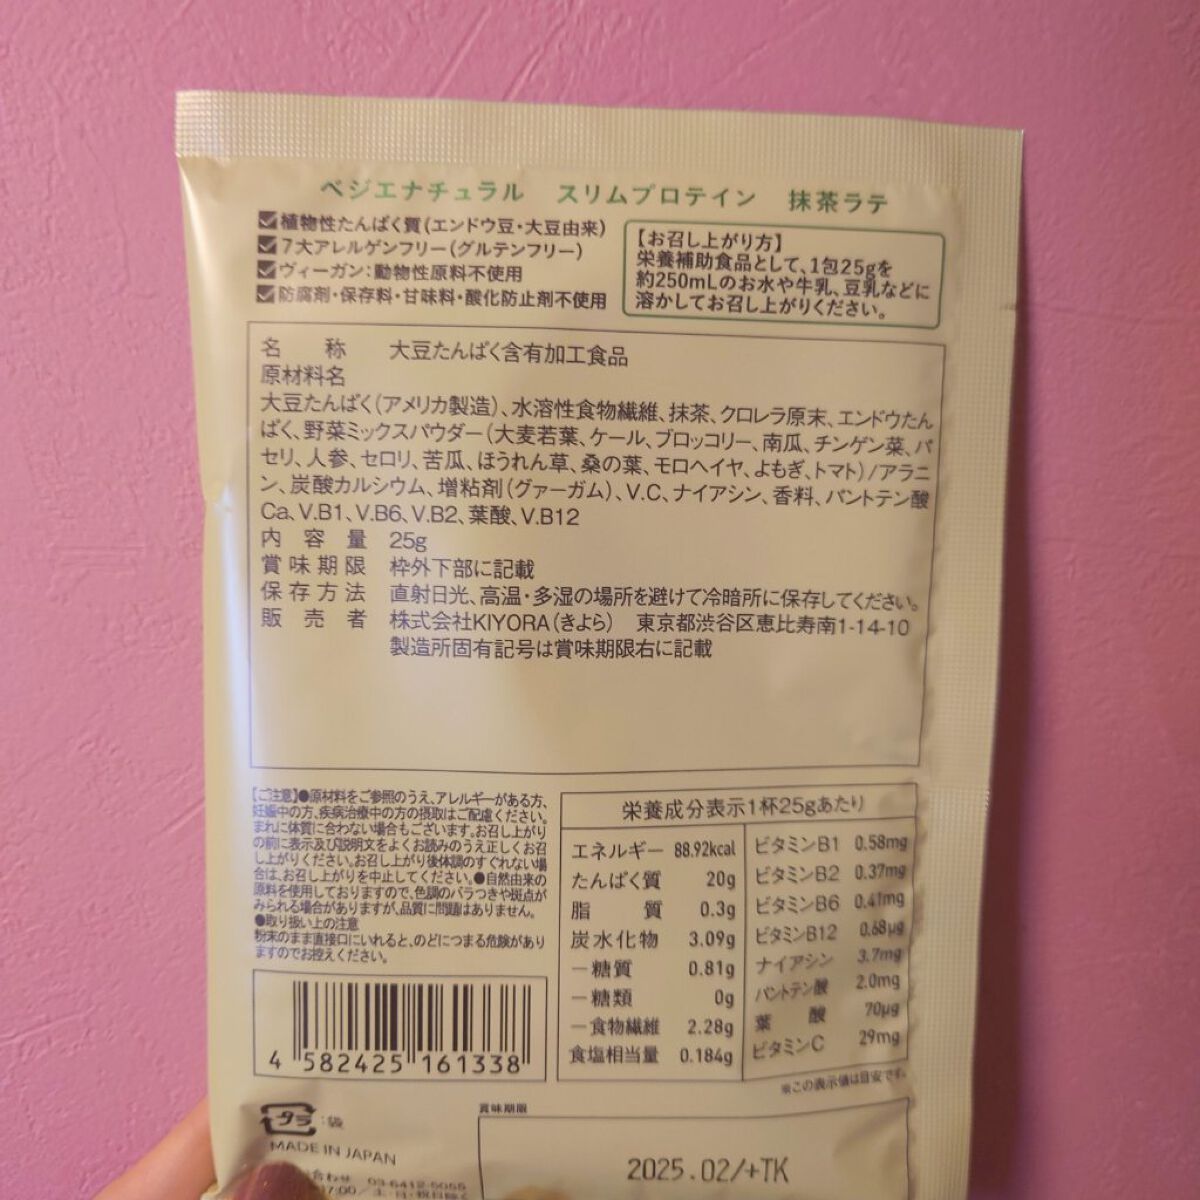 ベジエナチュラル スリムプロテイン 抹茶ラテ
植物性たんぱく質(エンドウ豆・大豆由来)
7大アレルゲンフリー(グルテンフリー)
ヴィーガン:動物性原料不使用
防腐剤・保存料・甘味料・酸化防止剤不使用
【お召し上がり方】
栄養補助食品として、1包25gを
約250mLのお水や牛乳、豆乳などに
溶かしてお召し上がりください。
名称 大豆たんぱく含有加工食品
原材料名
大豆たんぱく(アメリカ製造)、水溶性食物繊維、抹茶、クロレラ原末、エンドウたん
ぱく、野菜ミックスパウダー(大麦若葉、ケール、ブロッコリー、南瓜、チンゲン菜、パ
セリ、人参、セロリ、苦瓜、ほうれん草、桑の葉、モロヘイヤ、よもぎ、トマト)/アラニ
ン、炭酸カルシウム、増粘剤(グァーガム)、V.C、ナイアシン、香料、パントテン酸
Ca、V.B1、V.B6、V.B2、葉酸、V.B12
内容量 25g
賞味期限 枠外下部に記載
保存方法 直射日光、高温・多湿の場所を避けて冷暗所に保存してください。
販売者 株式会社KIYORA(きよら) 東京都渋谷区恵比寿南1-14-10
製造所固有記号は賞味期限右に記載
【ご注意】●原材料をご参照のうえ、アレルギーがある方、
妊娠中の方、疾病治療中の方の摂取はご配慮ください。
まれに体質に合わない場合もございます。お召し上がり
の前に表示及び説明文をよくお読みのうえ正しくお召
し上がりください。お召し上がり後体調のすぐれない場
合は、お召し上がりを中止してください。●自然由来の
原料を使用しておりますので、色調のバラつきや斑点が
みられる場合がありますが、品質に問題はありません。
●取り扱い上の注意
粉末のまま直接口にいれると、のどにつまる危険があり
ますのでお控えください。
栄養成分表示1杯25gあたり
エネルギー 88.92kcal
たんぱく質 20g
脂質 0.3g
炭水化物 3.09g
ー糖質 0.81g
ー糖類 0g
ー食物繊維 2.28g
食塩相当量 0.184g
ビタミンB1 0.58mg
ビタミンB2 0.37mg
ビタミンB6 0.41mg
ビタミンB12 0.68μg
ナイアシン 3.7mg
パントテン酸 2.0mg
葉酸 70μg
ビタミンC 29mg
※この表示値は目安です。
4 582425 161338
プラ :袋
MADE IN JAPAN
合わせ 03-6412-5055
17:00/土・日・祝日除く
賞味期限
2025.02/+TK